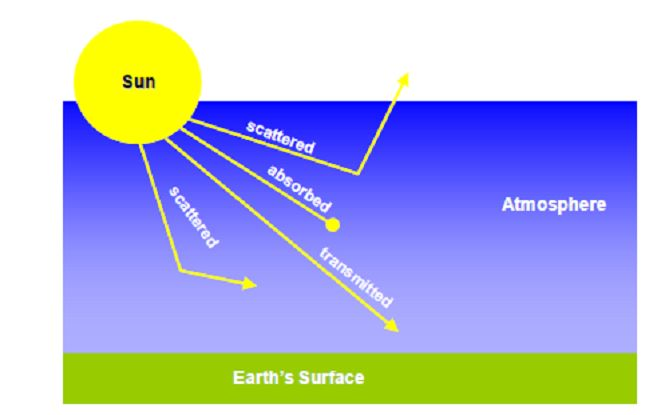 Sun
scattered
absorbed
scattered
transmitted
Atmosphere
Earth's Surface